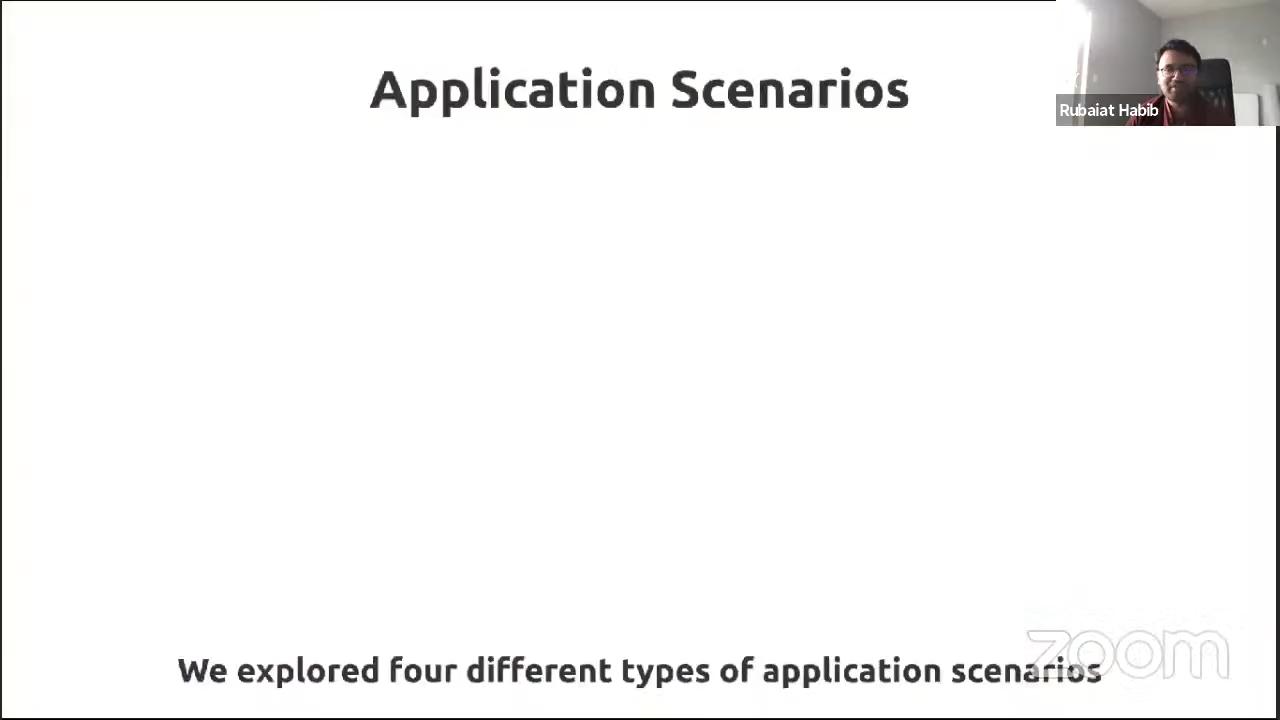 Application Scenarios
Rubaiat Habib
We explored four different types of application scenarios
zoom